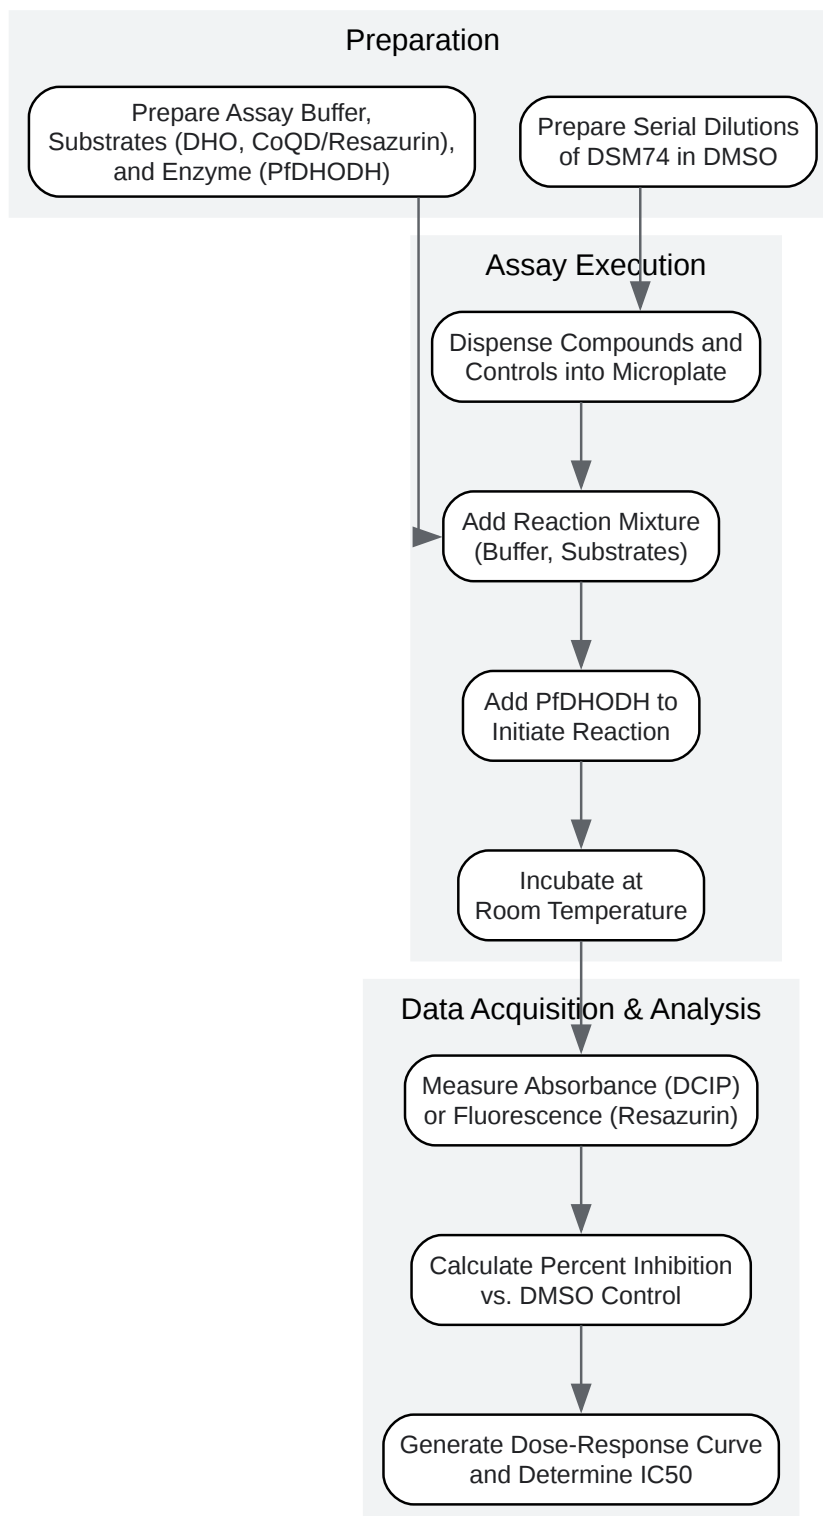 Preparation
Prepare Assay Buffer,
Substrates (DHO, CoQD/Resazurin),
and Enzyme (PfDHODH)
Prepare Serial Dilutions
of DSM74 in DMSO
Assay Execution
Dispense Compounds and
Controls into Microplate
Add Reaction Mixture
(Buffer, Substrates)
Add PfDHODH to
Initiate Reaction
Incubate at
Room Temperature
Data Acquisition & Analysis
Measure Absorbance (DCIP)
or Fluorescence (Resazurin)
Calculate Percent Inhibition
vs. DMSO Control
Generate Dose-Response Curve
and Determine IC50